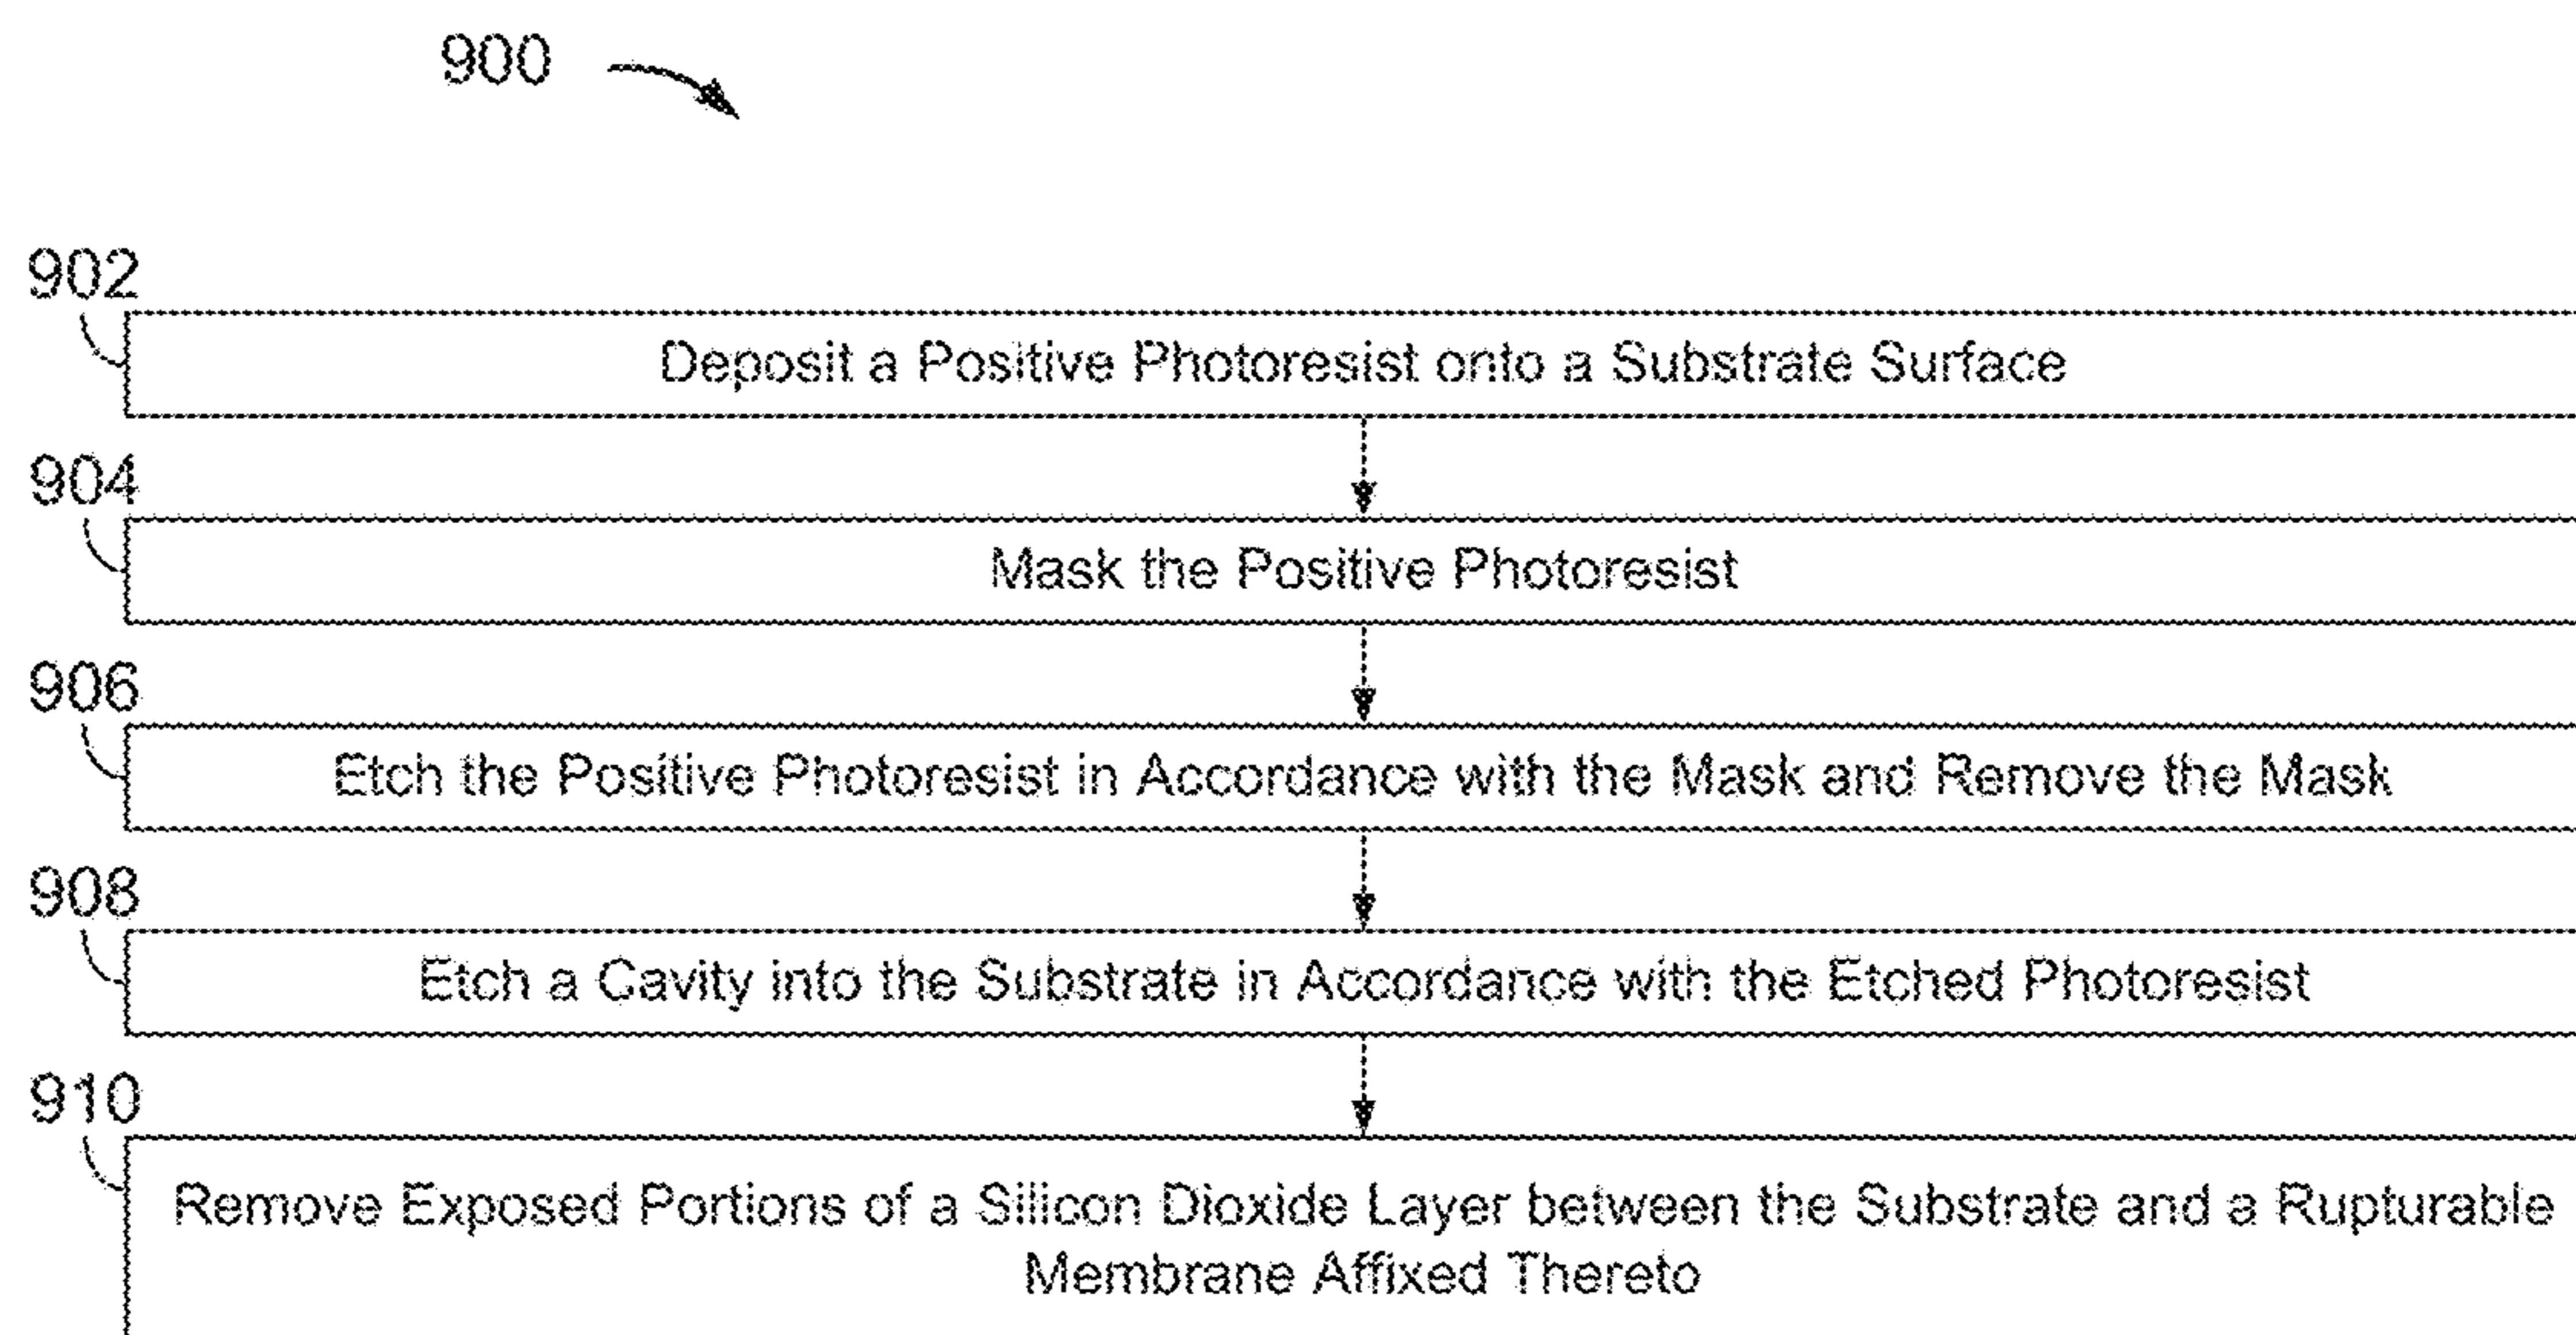 900
902
Deposit a Positive Photoresist onto a Substrate Surface
904
Mask the Positive Photoresist
906
Etch the Positive Photoresist in Accordance with the Mask and Remove the Mask
908
Etch a Cavity into the Substrate in Accordance with the Etched Photoresist
910
Remove Exposed Portions of a Silicon Dioxide Layer between the Substrate and a Rupturable
Membrane Affixed Thereto